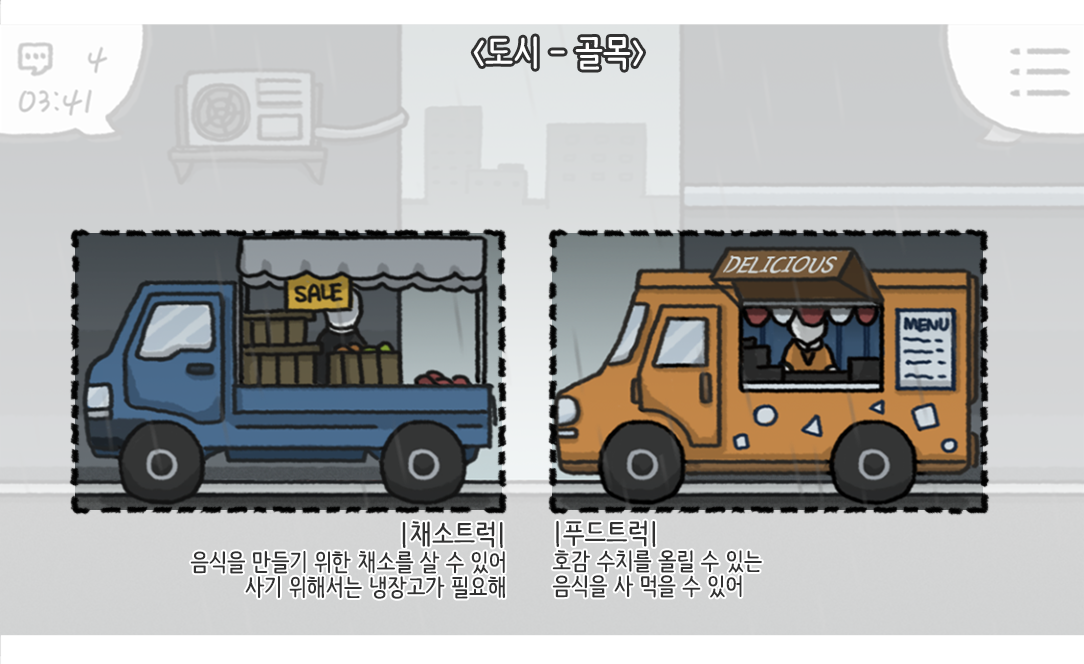 <도시 - 골목>
4
03:41
SALE
DELICIOUS
MENU
|채소트럭|
음식을 만들기 위한 채소를 살 수 있어
사기 위해서는 냉장고가 필요해
|푸드트럭|
호감 수치를 올릴 수 있는
음식을 사 먹을 수 있어